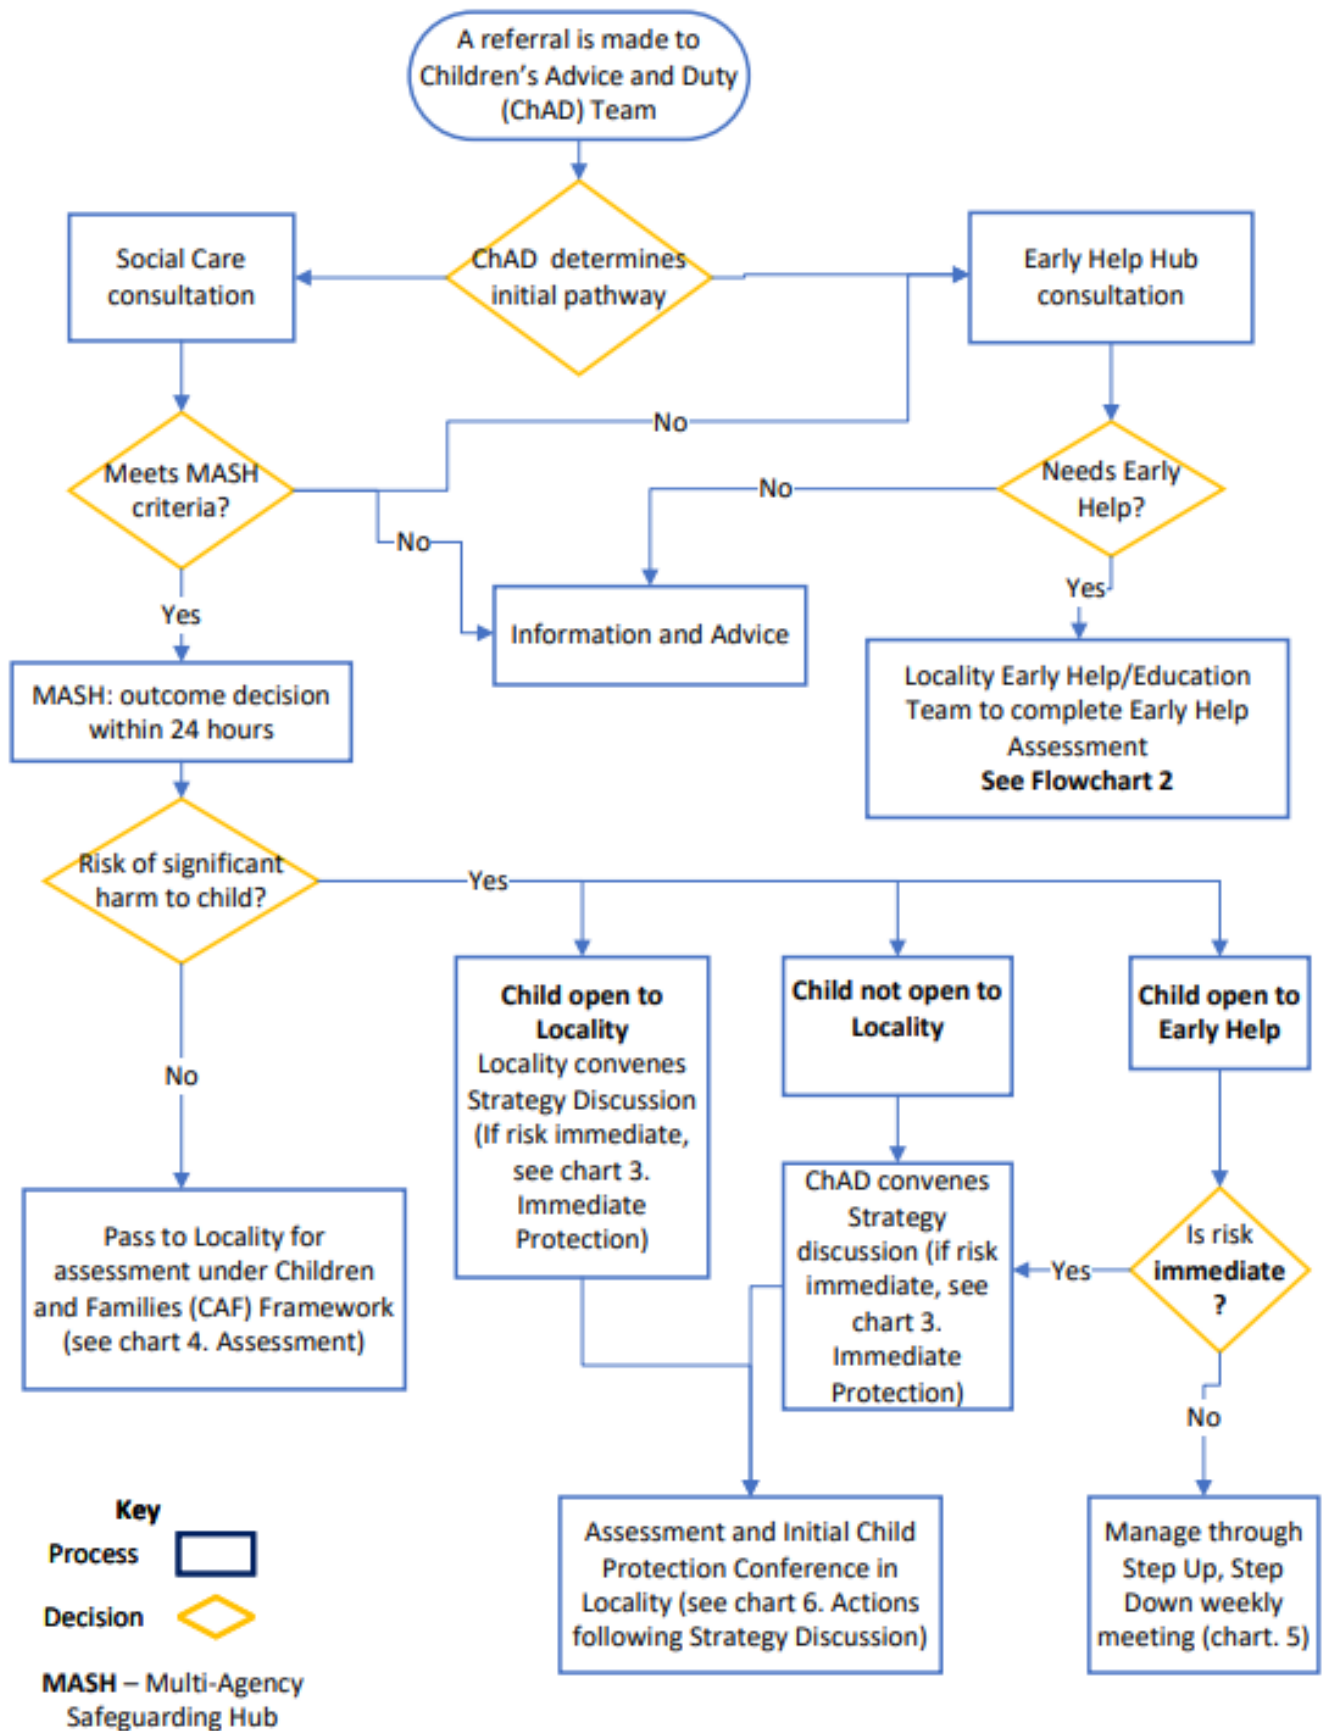 A referral is made to
Children's Advice and Duty
(ChAD) Team
Social Care
consultation
ChAD determines
initial pathway
Early Help Hub
consultation
No
Meets MASH
criteria?
No
Needs Early
Help?
No
Yes
Yes
Information and Advice
MASH: outcome decision
within 24 hours
Locality Early Help/Education
Team to complete Early Help
Assessment
See Flowchart 2
Risk of significant
harm to child?
Yes
No
Child open to
Locality
Locality convenes
Strategy Discussion
(If risk immediate,
see chart 3.
Immediate
Protection)
Child not open to
Locality
Child open to
Early Help
ChAD convenes
Strategy
discussion (if risk
immediate, see
chart 3.
Immediate
Protection)
Yes
Is risk
immediate
?
No
Pass to Locality for
assessment under Children
and Families (CAF) Framework
(see chart 4. Assessment)
Assessment and Initial Child
Protection Conference in
Locality (see chart 6. Actions
following Strategy Discussion)
Manage through
Step Up, Step
Down weekly
meeting (chart. 5)
Key
Process
Decision
MASH – Multi-Agency
Safeguarding Hub